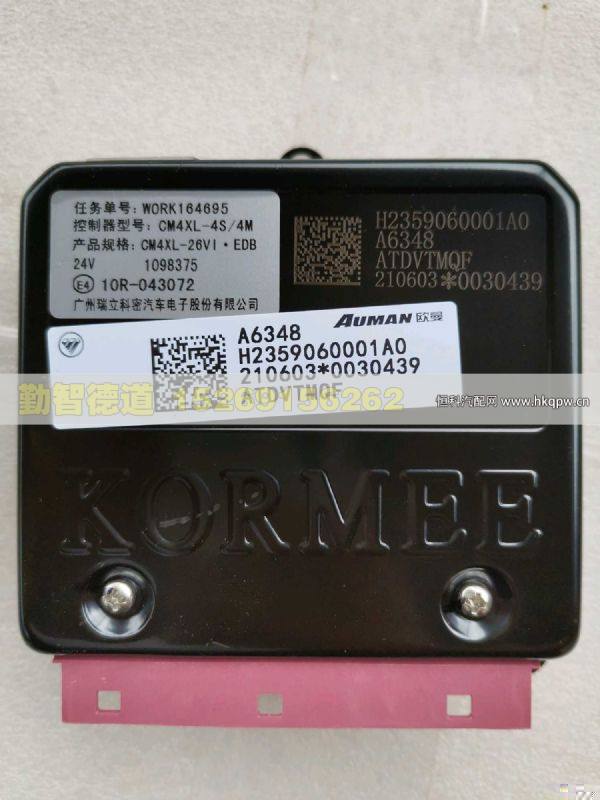 任务单号: WORK164695
控制器型号: CM4XL-4S/4M
产品规格: CM4XL-26VI·EDB
24V 1098375
E4 10R-043072
广州瑞立科密汽车电子股份有限公司
H2359060001A0
A6348
ATDVTMQF
210603*0030439
AUMAN 欧曼
A6348
H2359060001A0
210603*0030439
ATDVTMQF
勤智德道 15269156262
恒科汽配网 www.hkqpw.cn
KORMEE